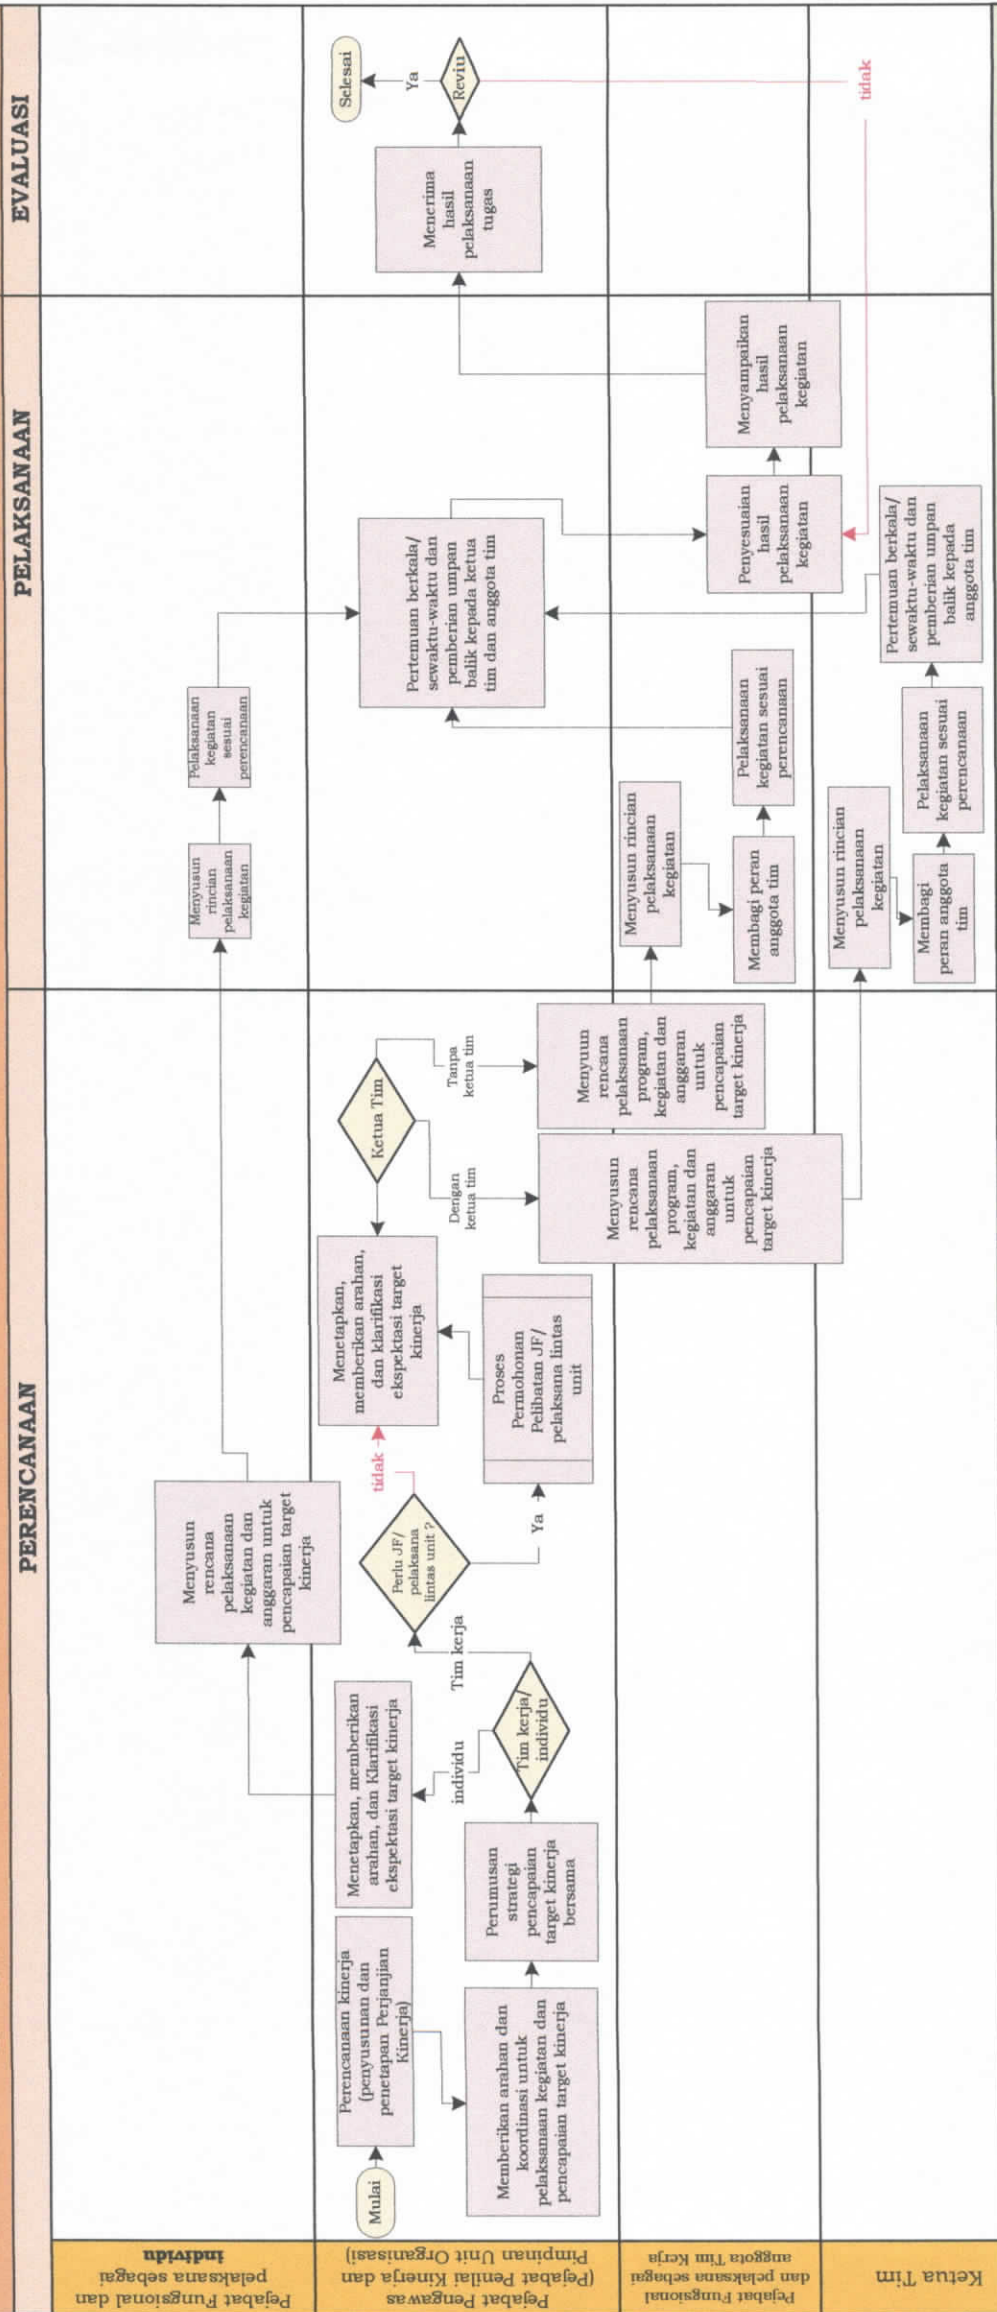 PERENCANAAN
PELAKSANAAN
EVALUASI
Pejabat Fungsional dan
pelaksana sebagai
individu
Menyusun
rencana
pelaksanaan
kegiatan dan
anggaran untuk
pencapaian target
kinerja
Menyusun
rincian
pelaksanaan
kegiatan
Pelaksanaan
kegiatan
sesuai
perencanaan
Pejabat Pengawas
(Pejabat Penilai Kinerja dan
Pimpinan Unit Organisasi)
Mulai
Perencanaan kinerja
(penyusunan dan
penetapan Perjanjian
Kinerja)
Memberikan arahan dan
koordinasi untuk
pelaksanaan kegiatan dan
pencapaian target kinerja
Perumusan
strategi
pencapaian
target kinerja
bersama
Tim kerja/
individu
individu
Menetapkan, memberikan
arahan, dan Klarifikasi
ekspektasi target kinerja
Tim kerja
Perlu JF/
pelaksana
lintas unit ?
tidak
Ya
Proses
Permohonan
Pelibatan JF/
pelaksana lintas
unit
Menetapkan,
memberikan arahan,
dan klarifikasi
ekspektasi target
kinerja
Ketua Tim
Dengan
ketua tim
Tanpa
ketua tim
Pertemuan berkala/
sewaktu-waktu dan
pemberian umpan
balik kepada ketua
tim dan anggota tim
Menerima
hasil
pelaksanaan
tugas
Reviu
Ya
Selesai
tidak
Pejabat Fungsional
dan pelaksana sebagai
anggota Tim Kerja
Menyusun
rencana
pelaksanaan
program,
kegiatan dan
anggaran
untuk
pencapaian
target kinerja
Menyuun
rencana
pelaksanaan
program,
kegiatan dan
anggaran
untuk
pencapaian
target kinerja
Menyusun rincian
pelaksanaan
kegiatan
Membagi peran
anggota tim
Pelaksanaan
kegiatan sesuai
perencanaan
Penyesuaian
hasil
pelaksanaan
kegiatan
Menyampaikan
hasil
pelaksanaan
kegiatan
Ketua Tim
Menyusun rincian
pelaksanaan
kegiatan
Membagi
peran anggota
tim
Pelaksanaan
kegiatan sesuai
perencanaan
Pertemuan berkala/
sewaktu-waktu dan
pemberian umpan
balik kepada
anggota tim